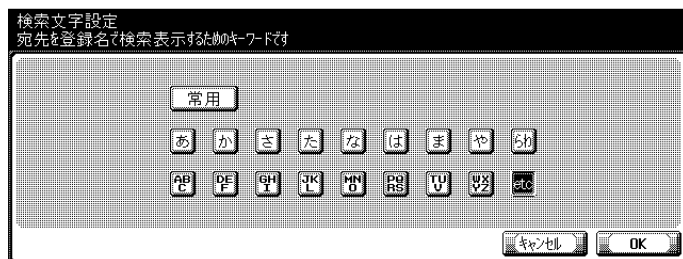 検索文字設定
宛先を登録名で検索表示するためのキーワードです
常用
あ か さ た な は ま や らわ
ABC DEF GHI JKL MNO PQRS TUV WXYZ etc
キャンセル OK